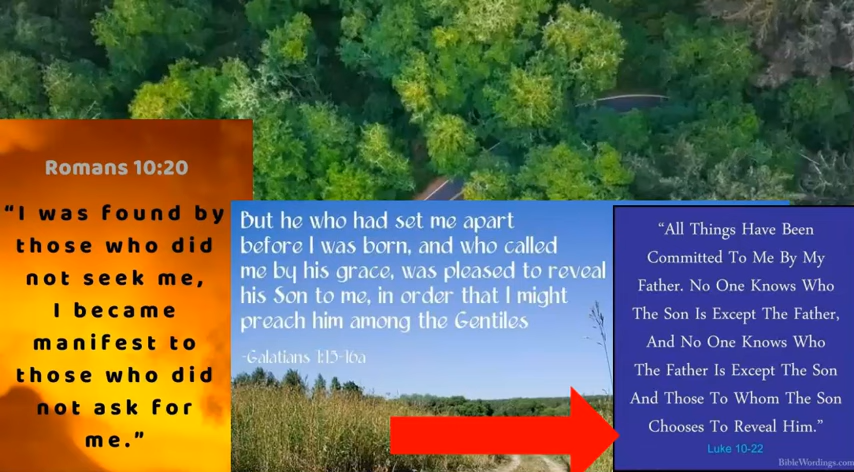 Romans 10:20
“I was found by
those who did
not seek me,
I became
manifest to
those who did
not ask for
me.”
But he who had set me apart
before I was born, and who called
me by his grace, was pleased to reveal
his Son to me, in order that I might
preach him among the Gentiles
-Galatians 1:15-16a
“All Things Have Been
Committed To Me By My
Father. No One Knows Who
The Son Is Except The Father,
And No One Knows Who
The Father Is Except The Son
And Those To Whom The Son
Chooses To Reveal Him.”
Luke 10-22
BibleWordings.com